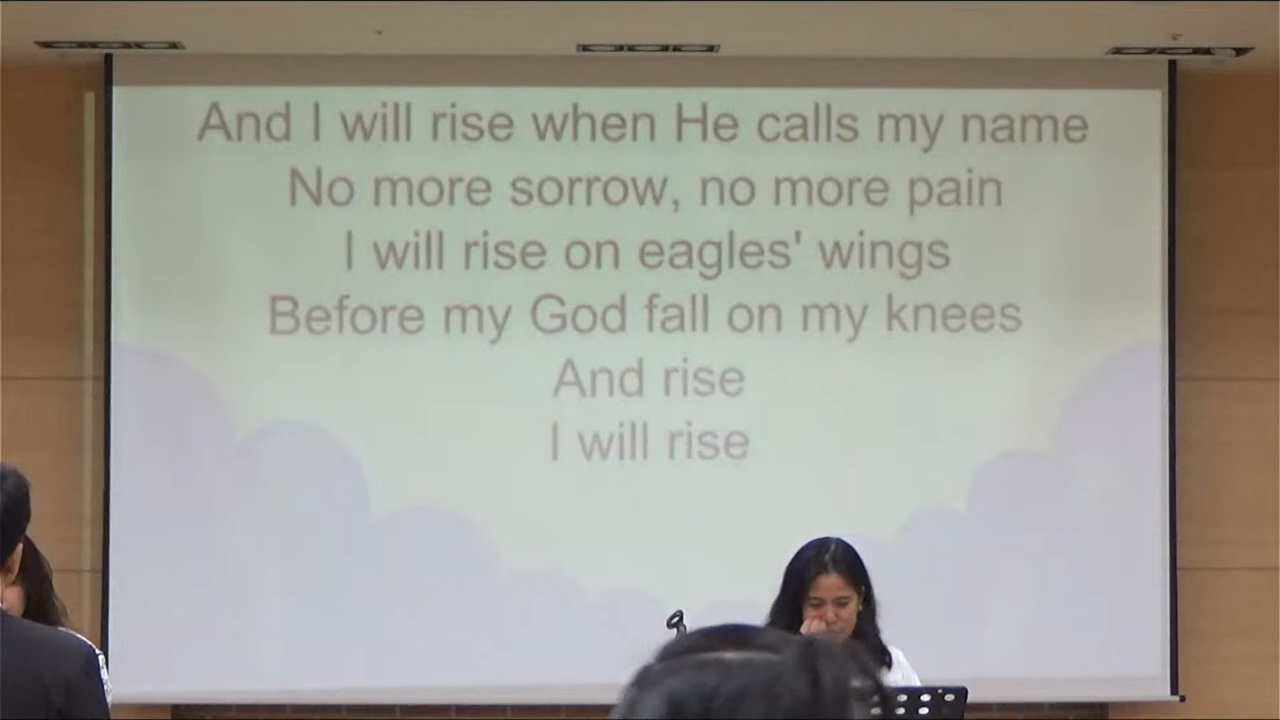 And I will rise when He calls my name
No more sorrow, no more pain
I will rise on eagles' wings
Before my God fall on my knees
And rise
I will rise